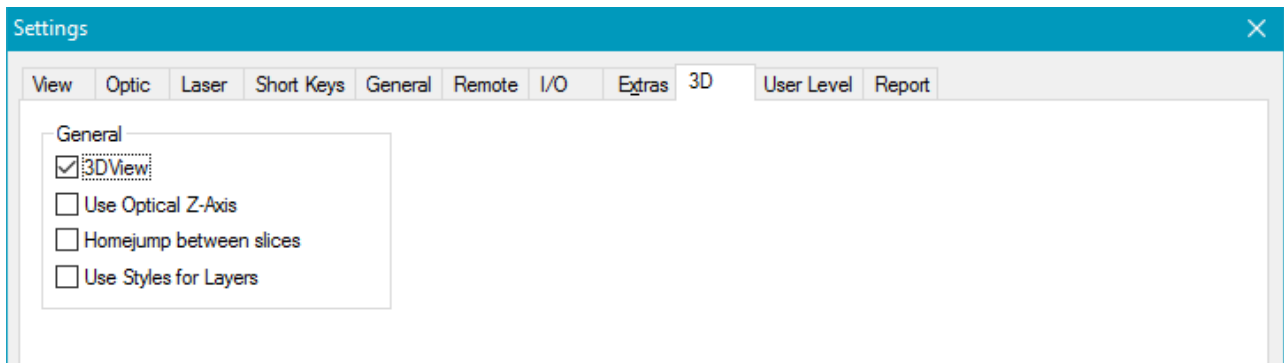 Settings
View Optic Laser Short Keys General Remote I/O Extras 3D User Level Report
General
3DView
Use Optical Z-Axis
Homejump between slices
Use Styles for Layers